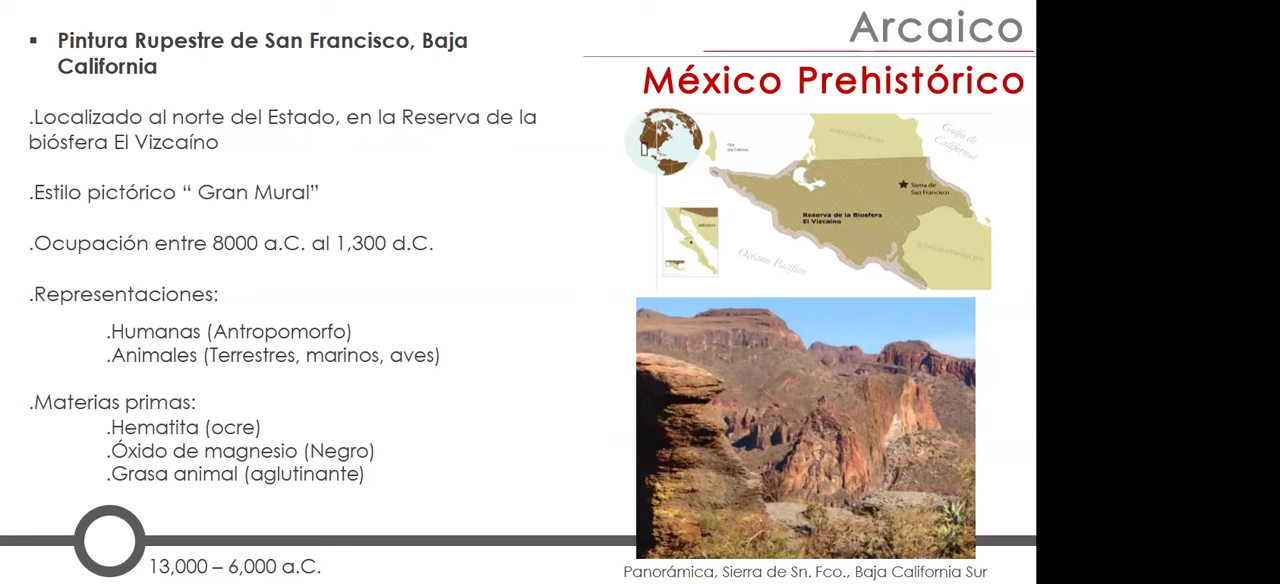 Arcaico
México Prehistórico
▪ Pintura Rupestre de San Francisco, Baja
California
.Localizado al norte del Estado, en la Reserva de la
biósfera El Vizcaíno
.Estilo pictórico “ Gran Mural”
.Ocupación entre 8000 a.C. al 1,300 d.C.
.Representaciones:
.Humanas (Antropomorfo)
.Animales (Terrestres, marinos, aves)
.Materias primas:
.Hematita (ocre)
.Óxido de magnesio (Negro)
.Grasa animal (aglutinante)
13,000 – 6,000 a.C.
Isla
de Cedros
Golfo de
California
Sierra de
San Francisco
Reserva de la Biosfera
El Vizcaíno
Océano Pacífico
MÉXICO
Panorámica, Sierra de Sn. Fco., Baja California Sur